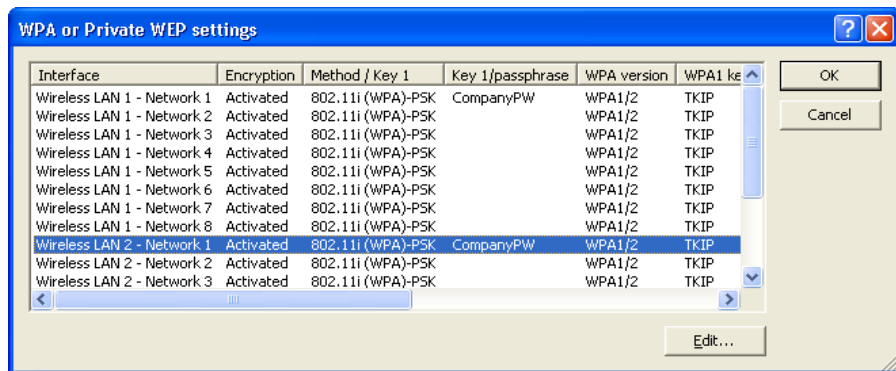 WPA or Private WEP settings
Interface Encryption Method / Key 1 Key 1/passphrase WPA version WPA1 ke
Wireless LAN 1 - Network 1 Activated 802.11i (WPA)-PSK CompanyPW WPA1/2 TKIP
Wireless LAN 1 - Network 2 Activated 802.11i (WPA)-PSK WPA1/2 TKIP
Wireless LAN 1 - Network 3 Activated 802.11i (WPA)-PSK WPA1/2 TKIP
Wireless LAN 1 - Network 4 Activated 802.11i (WPA)-PSK WPA1/2 TKIP
Wireless LAN 1 - Network 5 Activated 802.11i (WPA)-PSK WPA1/2 TKIP
Wireless LAN 1 - Network 6 Activated 802.11i (WPA)-PSK WPA1/2 TKIP
Wireless LAN 1 - Network 7 Activated 802.11i (WPA)-PSK WPA1/2 TKIP
Wireless LAN 1 - Network 8 Activated 802.11i (WPA)-PSK WPA1/2 TKIP
Wireless LAN 2 - Network 1 Activated 802.11i (WPA)-PSK CompanyPW WPA1/2 TKIP
Wireless LAN 2 - Network 2 Activated 802.11i (WPA)-PSK WPA1/2 TKIP
Wireless LAN 2 - Network 3 Activated 802.11i (WPA)-PSK WPA1/2 TKIP
OK
Cancel
Edit...